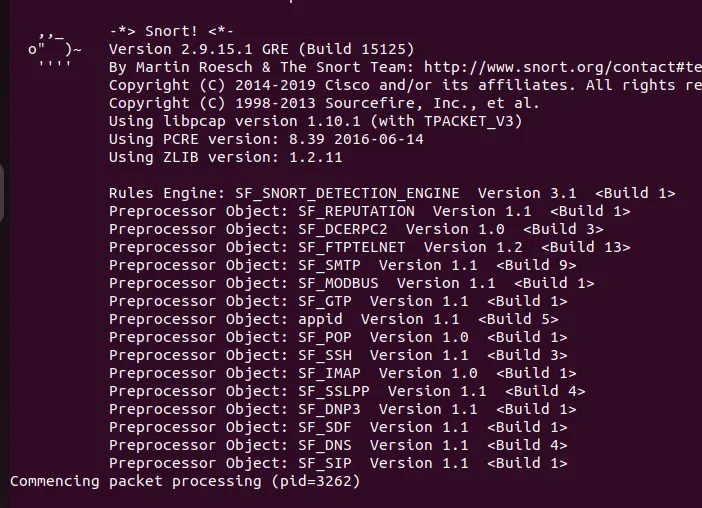 ,,_     -*> Snort! <*-
o"  )~   Version 2.9.15.1 GRE (Build 15125)
''''    By Martin Roesch & The Snort Team: http://www.snort.org/contact#te
Copyright (C) 2014-2019 Cisco and/or its affiliates. All rights re
Copyright (C) 1998-2013 Sourcefire, Inc., et al.
Using libpcap version 1.10.1 (with TPACKET_V3)
Using PCRE version: 8.39 2016-06-14
Using ZLIB version: 1.2.11
Rules Engine: SF_SNORT_DETECTION_ENGINE  Version 3.1  <Build 1>
Preprocessor Object: SF_REPUTATION  Version 1.1  <Build 1>
Preprocessor Object: SF_DCERPC2  Version 1.0  <Build 3>
Preprocessor Object: SF_FTPTELNET  Version 1.2  <Build 13>
Preprocessor Object: SF_SMTP  Version 1.1  <Build 9>
Preprocessor Object: SF_MODBUS  Version 1.1  <Build 1>
Preprocessor Object: SF_GTP  Version 1.1  <Build 1>
Preprocessor Object: appid  Version 1.1  <Build 5>
Preprocessor Object: SF_POP  Version 1.0  <Build 1>
Preprocessor Object: SF_SSH  Version 1.1  <Build 3>
Preprocessor Object: SF_IMAP  Version 1.0  <Build 1>
Preprocessor Object: SF_SSLPP  Version 1.1  <Build 4>
Preprocessor Object: SF_DNP3  Version 1.1  <Build 1>
Preprocessor Object: SF_SDF  Version 1.1  <Build 1>
Preprocessor Object: SF_DNS  Version 1.1  <Build 4>
Preprocessor Object: SF_SIP  Version 1.1  <Build 1>
Commencing packet processing (pid=3262)